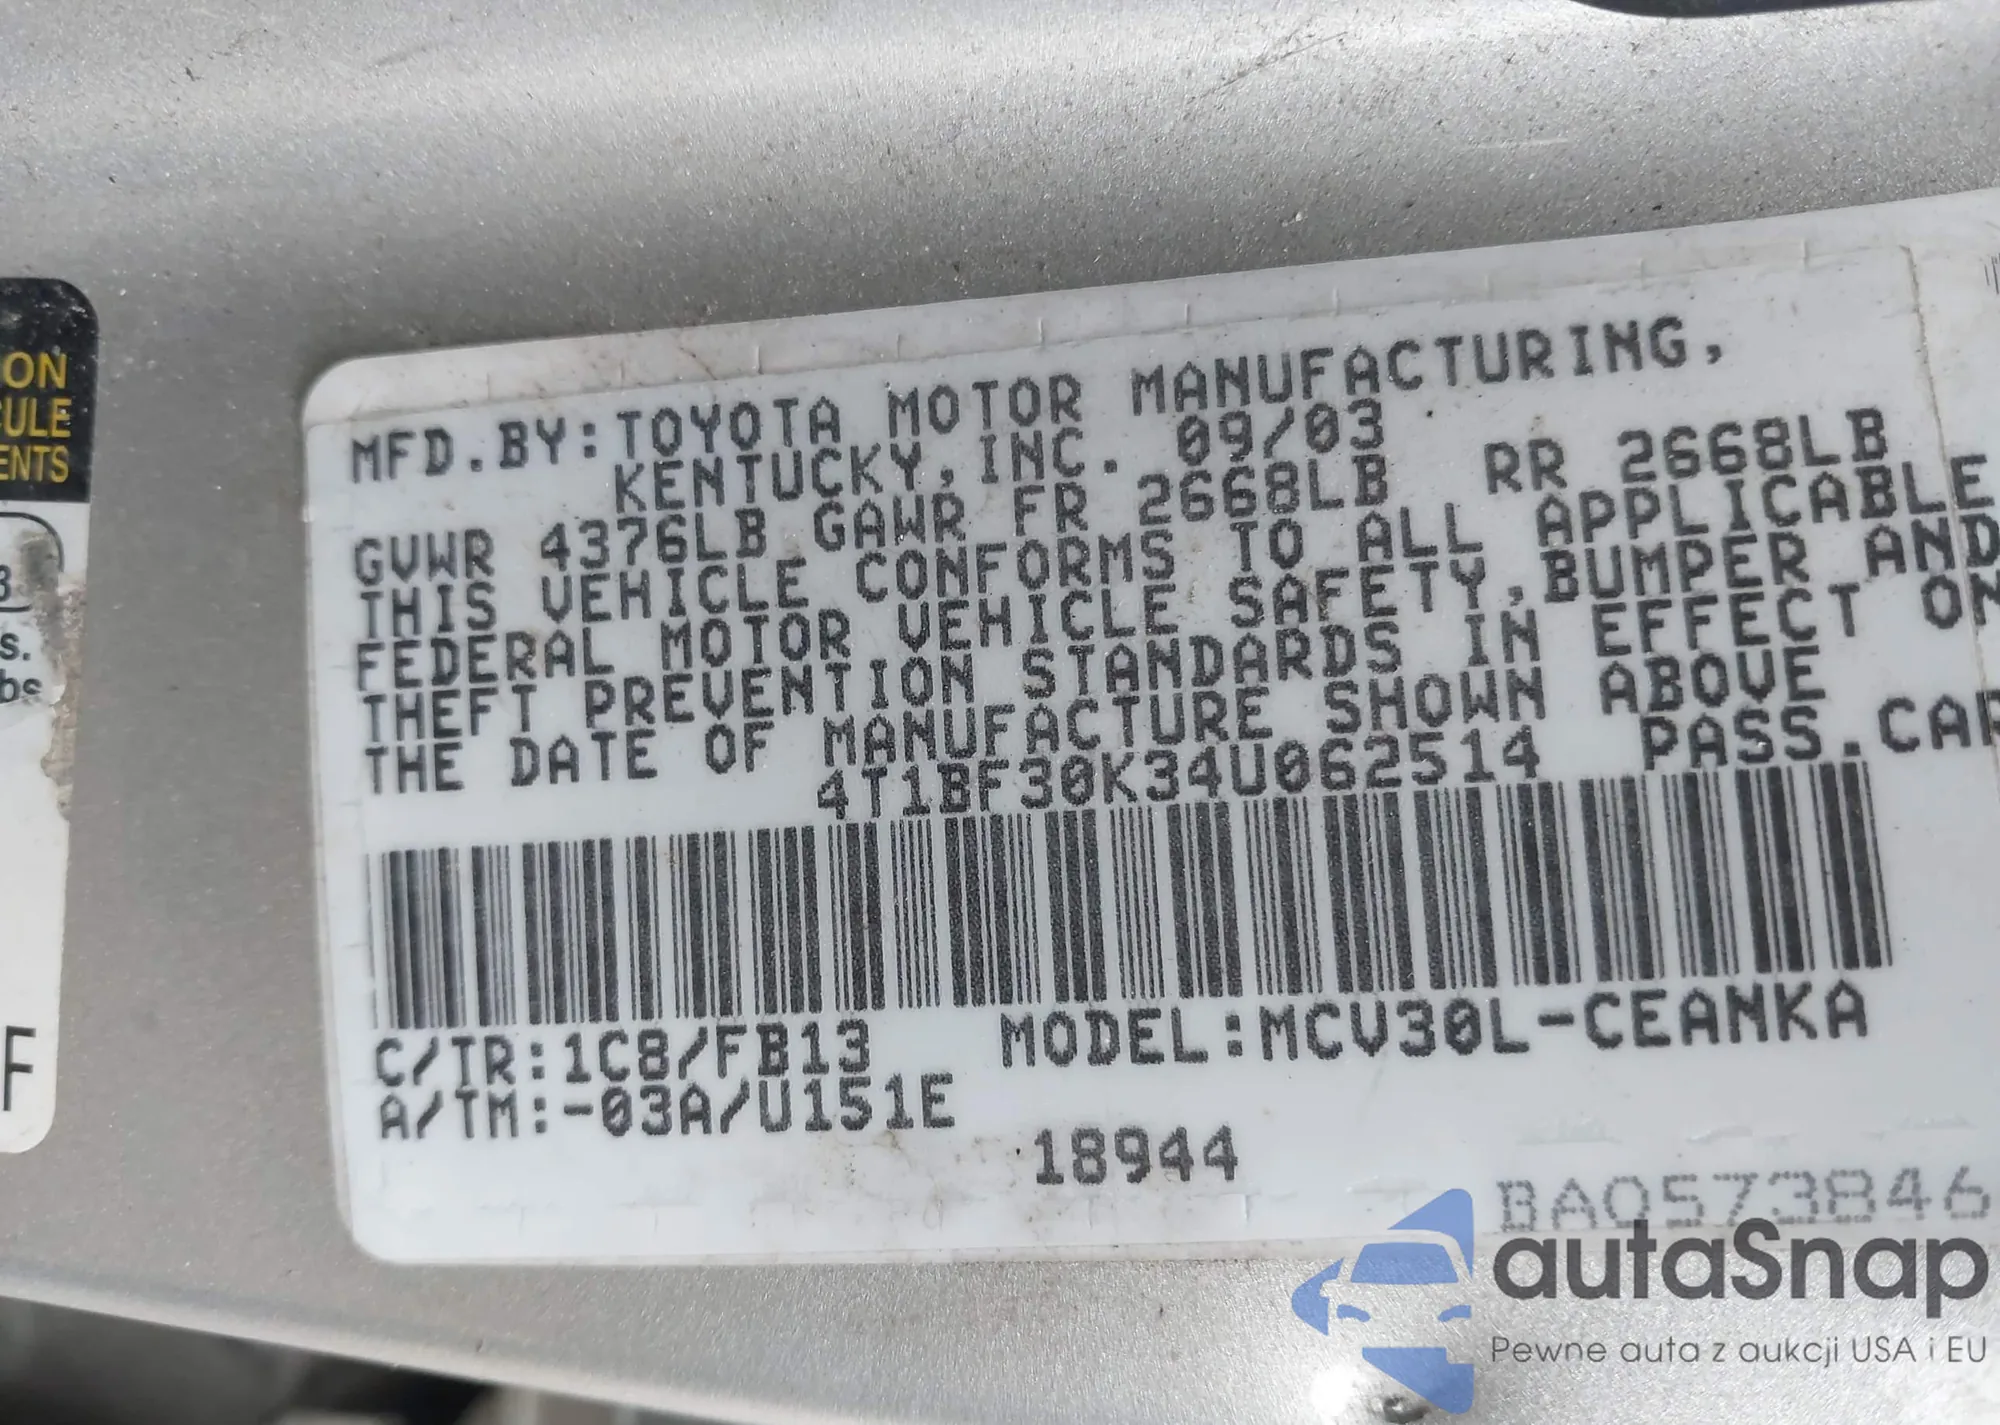 ON
CULE
ENTS
3
s.
bs
F
MFD.BY:TOYOTA MOTOR MANUFACTURING,
KENTUCKY,INC. 09/03
GVWR 4376LB GAWR FR 2668LB RR 2668LB
THIS VEHICLE CONFORMS TO ALL APPLICABLE
FEDERAL MOTOR VEHICLE SAFETY,BUMPER AND
THEFT PREVENTION STANDARDS IN EFFECT ON
THE DATE OF MANUFACTURE SHOWN ABOVE
4T1BF30K34U062514 PASS.CAR
C/TR:1C8/FB13 MODEL:MCV30L-CEANKA
A/TM:-03A/U151E
18944
BA0573846
autaSnap
Pewne auta z aukcji USA i EU